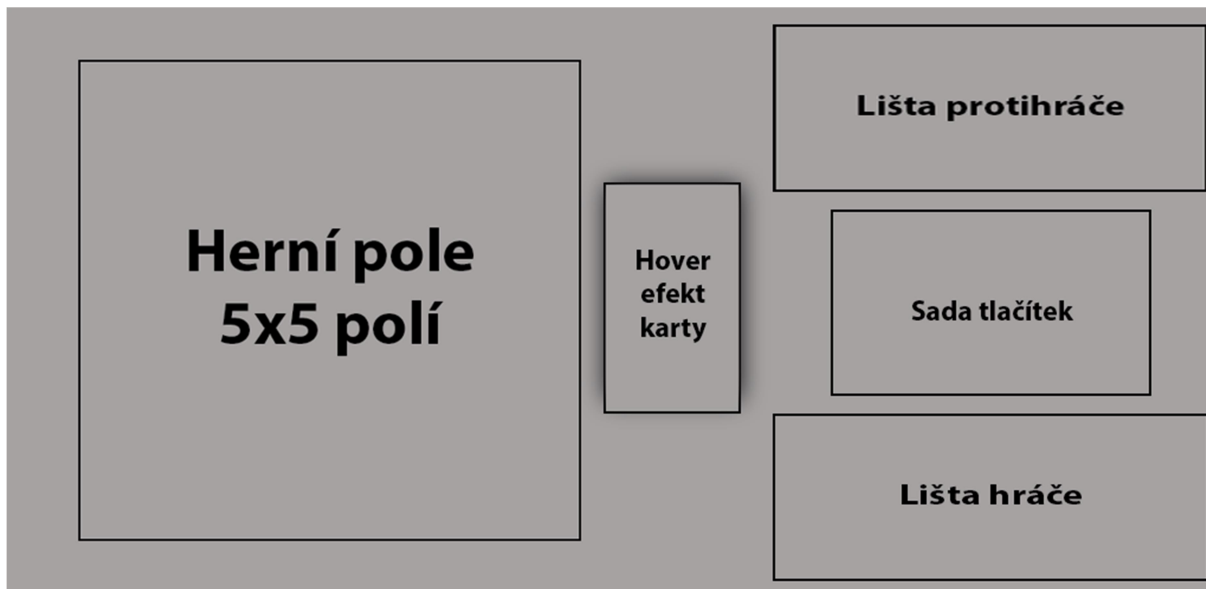 Herní pole
5x5 polí
Hover
efekt
karty
Lišta protihráče
Sada tlačítek
Lišta hráče